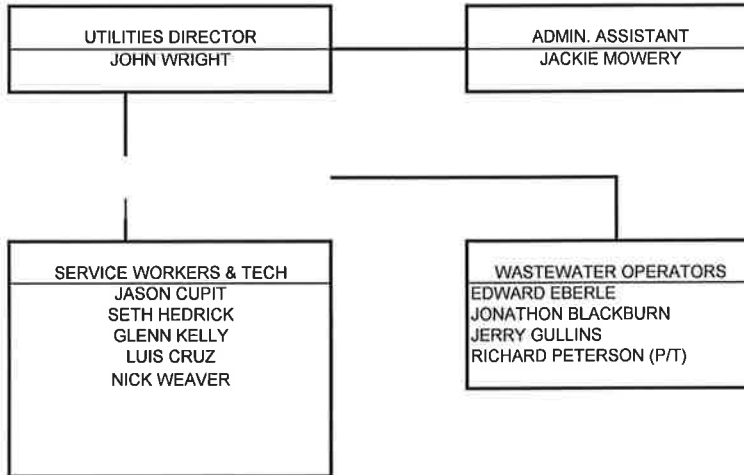 UTILITIES DIRECTOR
JOHN WRIGHT
ADMIN. ASSISTANT
JACKIE MOWERY
SERVICE WORKERS & TECH
JASON CUPIT
SETH HEDRICK
GLENN KELLY
LUIS CRUZ
NICK WEAVER
WASTEWATER OPERATORS
EDWARD EBERLE
JONATHON BLACKBURN
JERRY GULLINS
RICHARD PETERSON (P/T)